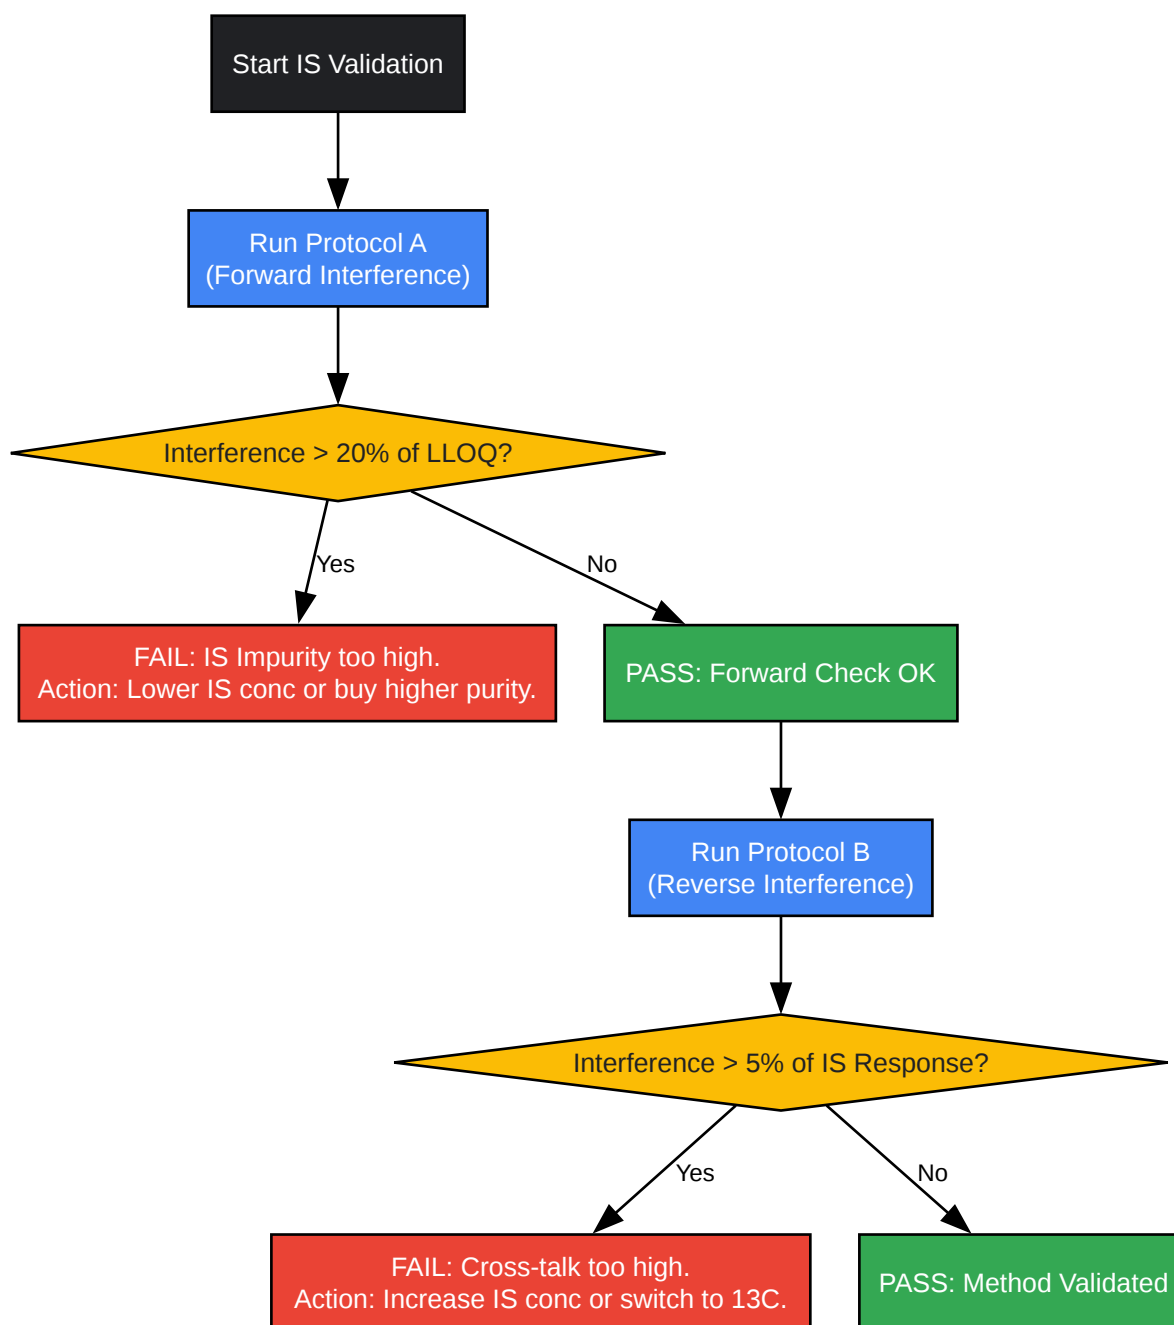 Start IS Validation
Run Protocol A
(Forward Interference)
Interference > 20% of LLOQ?
Yes
No
FAIL: IS Impurity too high.
Action: Lower IS conc or buy higher purity.
PASS: Forward Check OK
Run Protocol B
(Reverse Interference)
Interference > 5% of IS Response?
Yes
No
FAIL: Cross-talk too high.
Action: Increase IS conc or switch to 13C.
PASS: Method Validated